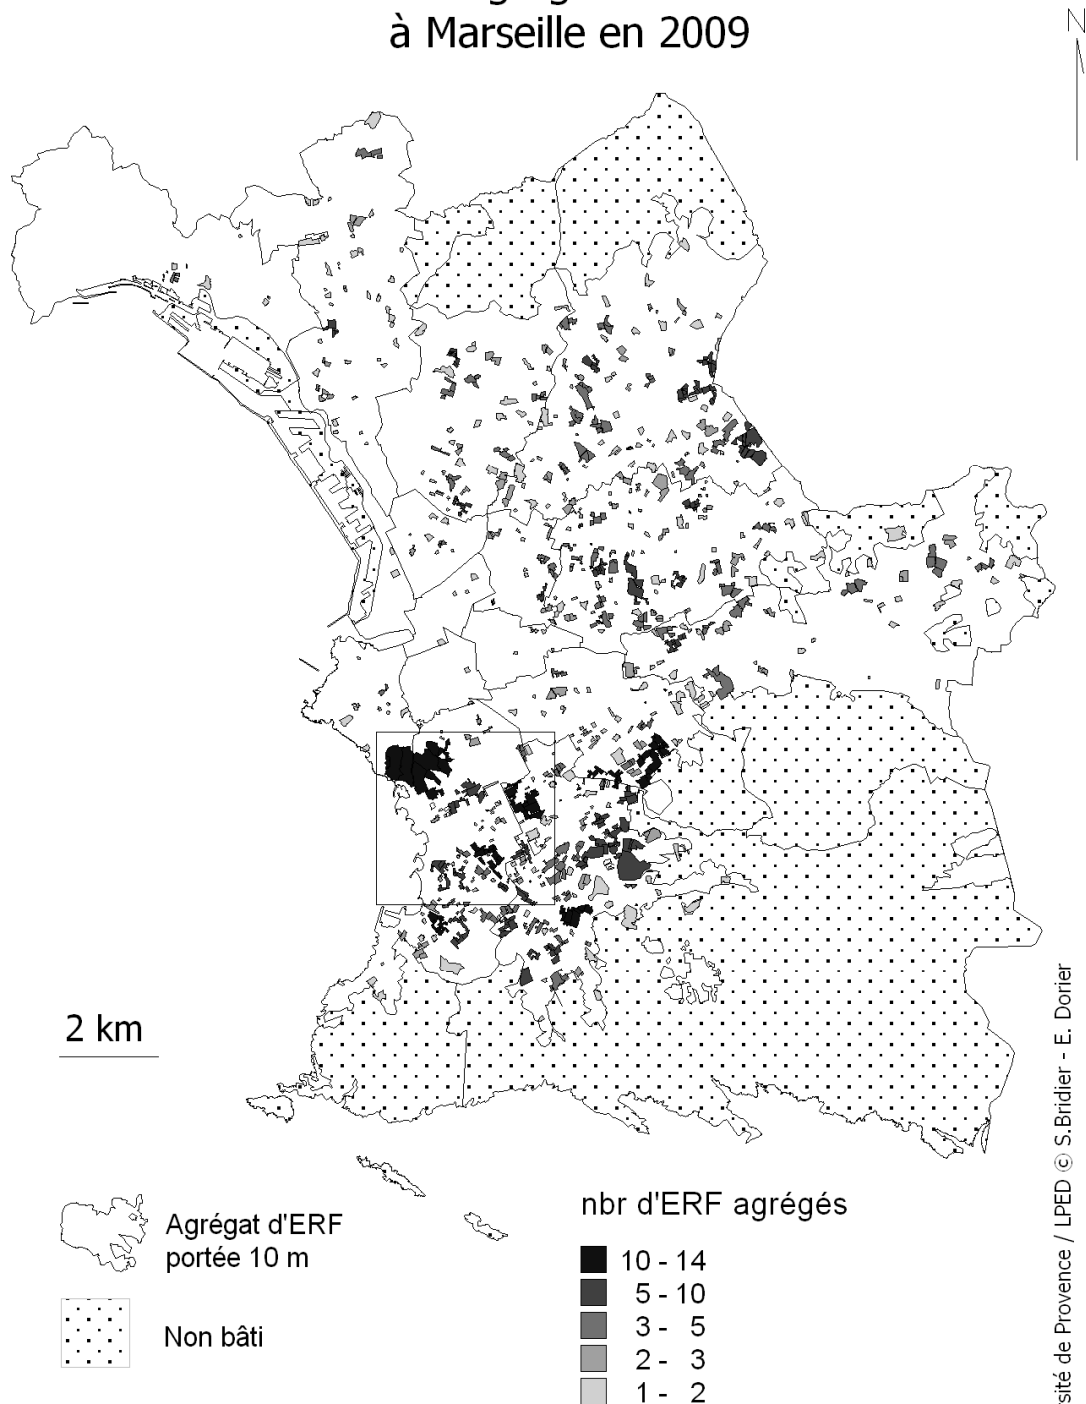 à Marseille en 2009
N
2 km
Agrégat d'ERF
portée 10 m
Non bâti
nbr d'ERF agrégés
10 - 14
5 - 10
3 - 5
2 - 3
1 - 2
de Provence / LPED © S.Bridier - E. Dorier